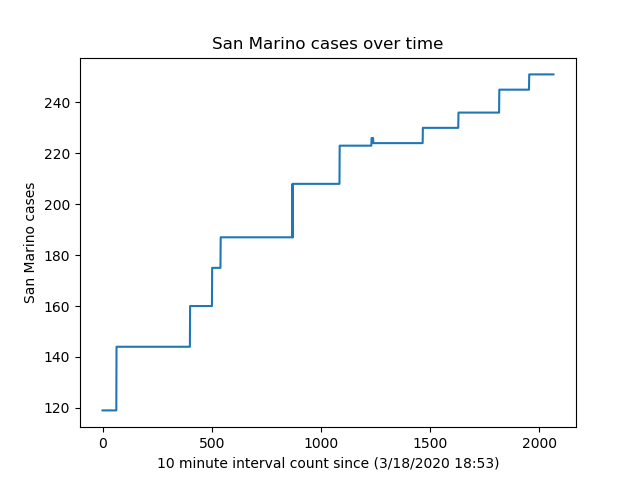 San Marino cases over time
San Marino cases
240
220
200
180
160
140
120
0 500 1000 1500 2000
10 minute interval count since (3/18/2020 18:53)